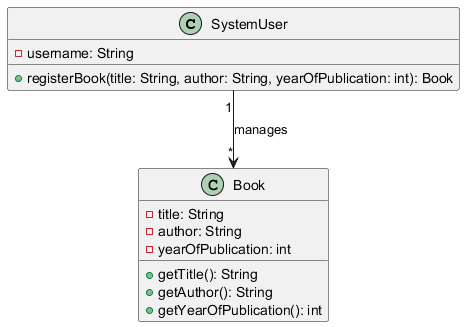 C SystemUser
username: String
registerBook(title: String, author: String, yearOfPublication: int): Book
1
manages
*
C Book
title: String
author: String
yearOfPublication: int
getTitle(): String
getAuthor(): String
getYearOfPublication(): int